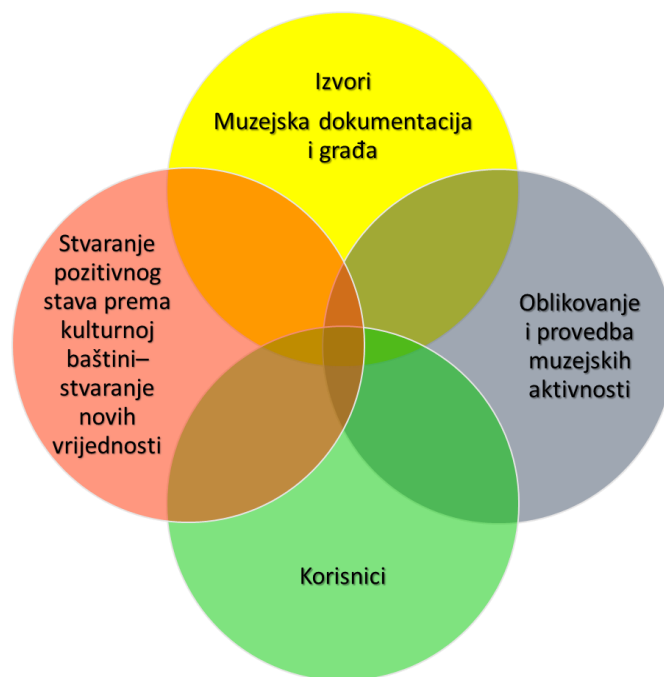 Izvori
Muzejska dokumentacija
i građa
Stvaranje
pozitivnog
stava prema
kulturnoj
baštini–
stvaranje
novih
vrijednosti
Oblikovanje
i provedba
muzejskih
aktivnosti
Korisnici